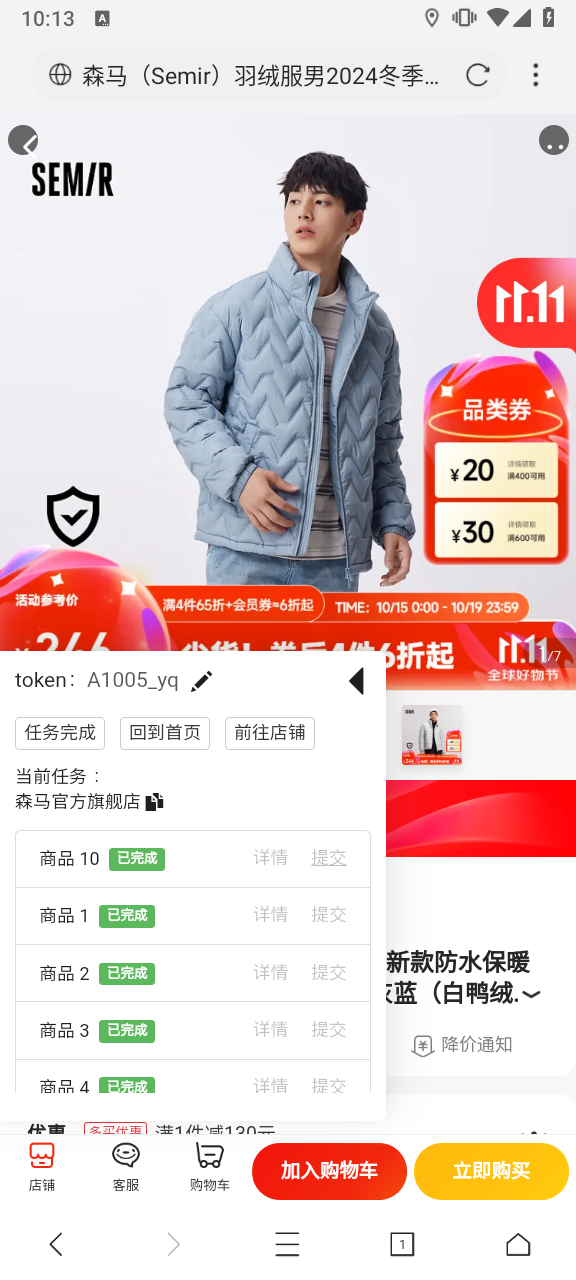 10:13
A
森马（Semir）羽绒服男2024冬季...
SEMIR
11.11
品类券
¥20 详情领取 满400可用
¥30 详情领取 满600可用
活动参考价
满4件65折+会员券≈6折起
TIME: 10/15 0:00 - 10/19 23:59
11.11
全球好物节
1/7
token： A1005_yq
任务完成 回到首页 前往店铺
当前任务：
森马官方旗舰店
商品 10 已完成 详情 提交
商品 1 已完成 详情 提交
商品 2 已完成 详情 提交
商品 3 已完成 详情 提交
商品 4 已完成 详情 提交
新款防水保暖
灰蓝（白鸭绒.
降价通知
优惠 多买优惠 满1件减130元
店铺 客服 购物车 加入购物车 立即购买
1